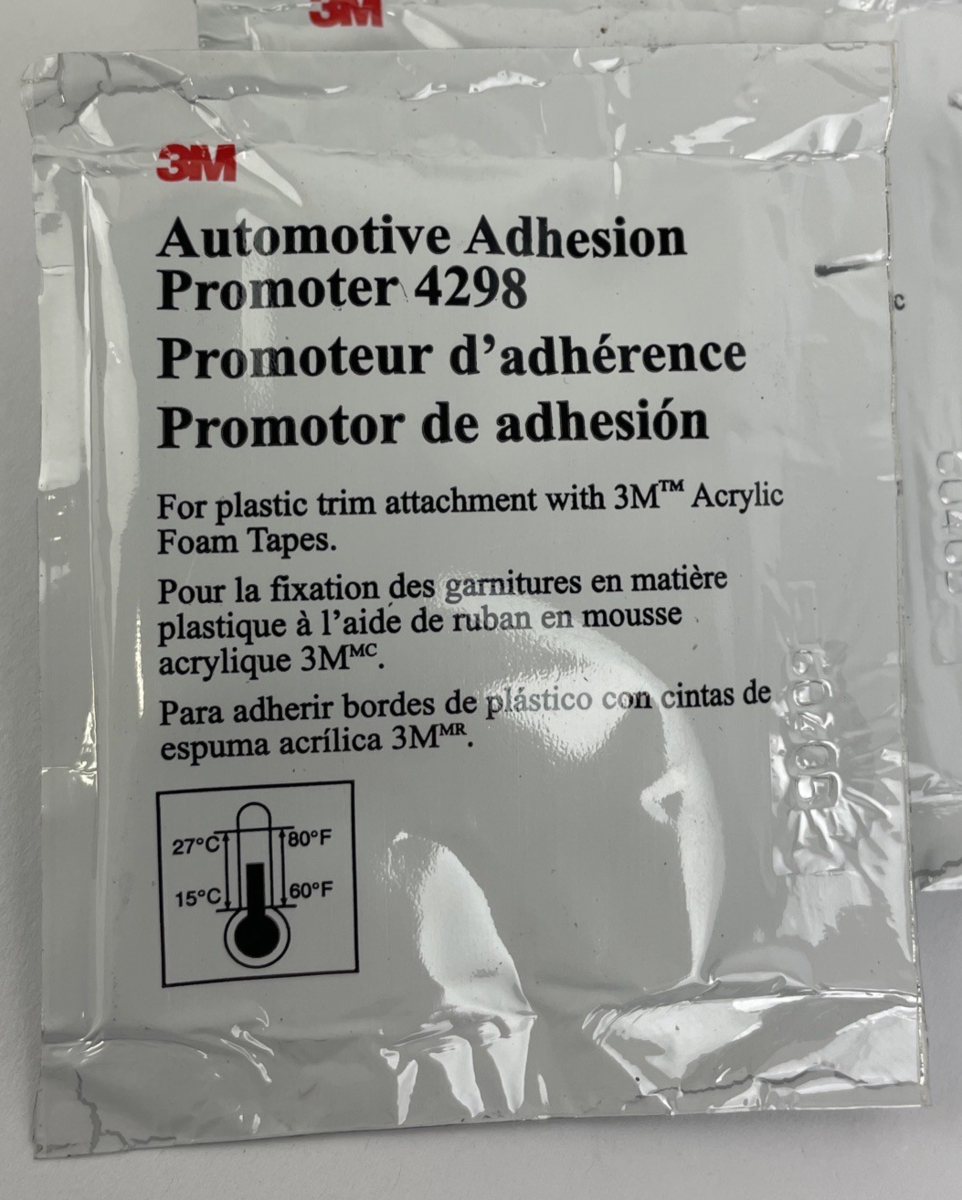 3M
3M
Automotive Adhesion
Promoter 4298
Promoteur d’adhérence
Promotor de adhesión
For plastic trim attachment with 3M™ Acrylic
Foam Tapes.
Pour la fixation des garnitures en matière
plastique à l’aide de ruban en mousse
acrylique 3Mᴹꟲ.
Para adherir bordes de plástico con cintas de
espuma acrílica 3Mᴹᴿ.
27°C 80°F
15°C 60°F
c